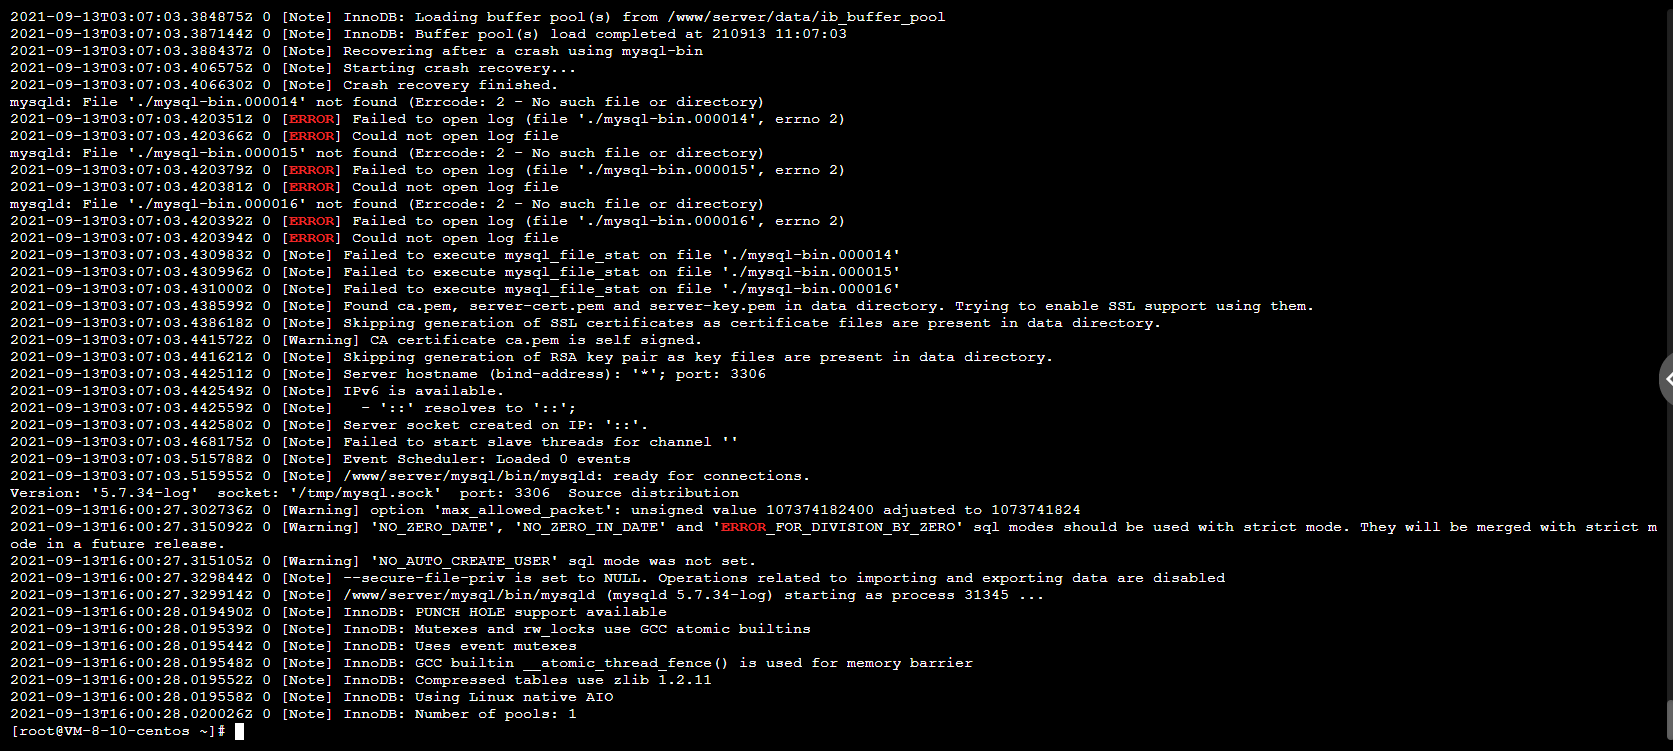 2021-09-13T03:07:03.384875Z 0 [Note] InnoDB: Loading buffer pool(s) from /www/server/data/ib_buffer_pool
2021-09-13T03:07:03.387144Z 0 [Note] InnoDB: Buffer pool(s) load completed at 210913 11:07:03
2021-09-13T03:07:03.388437Z 0 [Note] Recovering after a crash using mysql-bin
2021-09-13T03:07:03.406575Z 0 [Note] Starting crash recovery...
2021-09-13T03:07:03.406630Z 0 [Note] Crash recovery finished.
mysqld: File './mysql-bin.000014' not found (Errcode: 2 - No such file or directory)
2021-09-13T03:07:03.420351Z 0 [ERROR] Failed to open log (file './mysql-bin.000014', errno 2)
2021-09-13T03:07:03.420366Z 0 [ERROR] Could not open log file
mysqld: File './mysql-bin.000015' not found (Errcode: 2 - No such file or directory)
2021-09-13T03:07:03.420379Z 0 [ERROR] Failed to open log (file './mysql-bin.000015', errno 2)
2021-09-13T03:07:03.420381Z 0 [ERROR] Could not open log file
mysqld: File './mysql-bin.000016' not found (Errcode: 2 - No such file or directory)
2021-09-13T03:07:03.420392Z 0 [ERROR] Failed to open log (file './mysql-bin.000016', errno 2)
2021-09-13T03:07:03.420394Z 0 [ERROR] Could not open log file
2021-09-13T03:07:03.430983Z 0 [Note] Failed to execute mysql_file_stat on file './mysql-bin.000014'
2021-09-13T03:07:03.430996Z 0 [Note] Failed to execute mysql_file_stat on file './mysql-bin.000015'
2021-09-13T03:07:03.431000Z 0 [Note] Failed to execute mysql_file_stat on file './mysql-bin.000016'
2021-09-13T03:07:03.438599Z 0 [Note] Found ca.pem, server-cert.pem and server-key.pem in data directory. Trying to enable SSL support using them.
2021-09-13T03:07:03.438618Z 0 [Note] Skipping generation of SSL certificates as certificate files are present in data directory.
2021-09-13T03:07:03.441572Z 0 [Warning] CA certificate ca.pem is self signed.
2021-09-13T03:07:03.441621Z 0 [Note] Skipping generation of RSA key pair as key files are present in data directory.
2021-09-13T03:07:03.442511Z 0 [Note] Server hostname (bind-address): '*'; port: 3306
2021-09-13T03:07:03.442549Z 0 [Note] IPv6 is available.
2021-09-13T03:07:03.442559Z 0 [Note]   - '::' resolves to '::';
2021-09-13T03:07:03.442580Z 0 [Note] Server socket created on IP: '::'.
2021-09-13T03:07:03.468175Z 0 [Note] Failed to start slave threads for channel ''
2021-09-13T03:07:03.515788Z 0 [Note] Event Scheduler: Loaded 0 events
2021-09-13T03:07:03.515955Z 0 [Note] /www/server/mysql/bin/mysqld: ready for connections.
Version: '5.7.34-log'  socket: '/tmp/mysql.sock'  port: 3306  Source distribution
2021-09-13T16:00:27.302736Z 0 [Warning] option 'max_allowed_packet': unsigned value 107374182400 adjusted to 1073741824
2021-09-13T16:00:27.315092Z 0 [Warning] 'NO_ZERO_DATE', 'NO_ZERO_IN_DATE' and 'ERROR_FOR_DIVISION_BY_ZERO' sql modes should be used with strict mode. They will be merged with strict m
ode in a future release.
2021-09-13T16:00:27.315105Z 0 [Warning] 'NO_AUTO_CREATE_USER' sql mode was not set.
2021-09-13T16:00:27.329844Z 0 [Note] --secure-file-priv is set to NULL. Operations related to importing and exporting data are disabled
2021-09-13T16:00:27.329914Z 0 [Note] /www/server/mysql/bin/mysqld (mysqld 5.7.34-log) starting as process 31345 ...
2021-09-13T16:00:28.019490Z 0 [Note] InnoDB: PUNCH HOLE support available
2021-09-13T16:00:28.019539Z 0 [Note] InnoDB: Mutexes and rw_locks use GCC atomic builtins
2021-09-13T16:00:28.019544Z 0 [Note] InnoDB: Uses event mutexes
2021-09-13T16:00:28.019548Z 0 [Note] InnoDB: GCC builtin __atomic_thread_fence() is used for memory barrier
2021-09-13T16:00:28.019552Z 0 [Note] InnoDB: Compressed tables use zlib 1.2.11
2021-09-13T16:00:28.019558Z 0 [Note] InnoDB: Using Linux native AIO
2021-09-13T16:00:28.020026Z 0 [Note] InnoDB: Number of pools: 1
[root@VM-8-10-centos ~]#